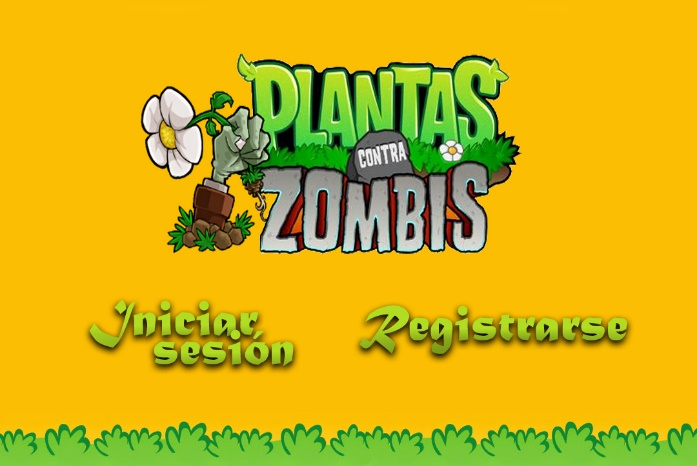 PLANTAS
CONTRA
ZOMBIS
Iniciar
sesión
Registrarse